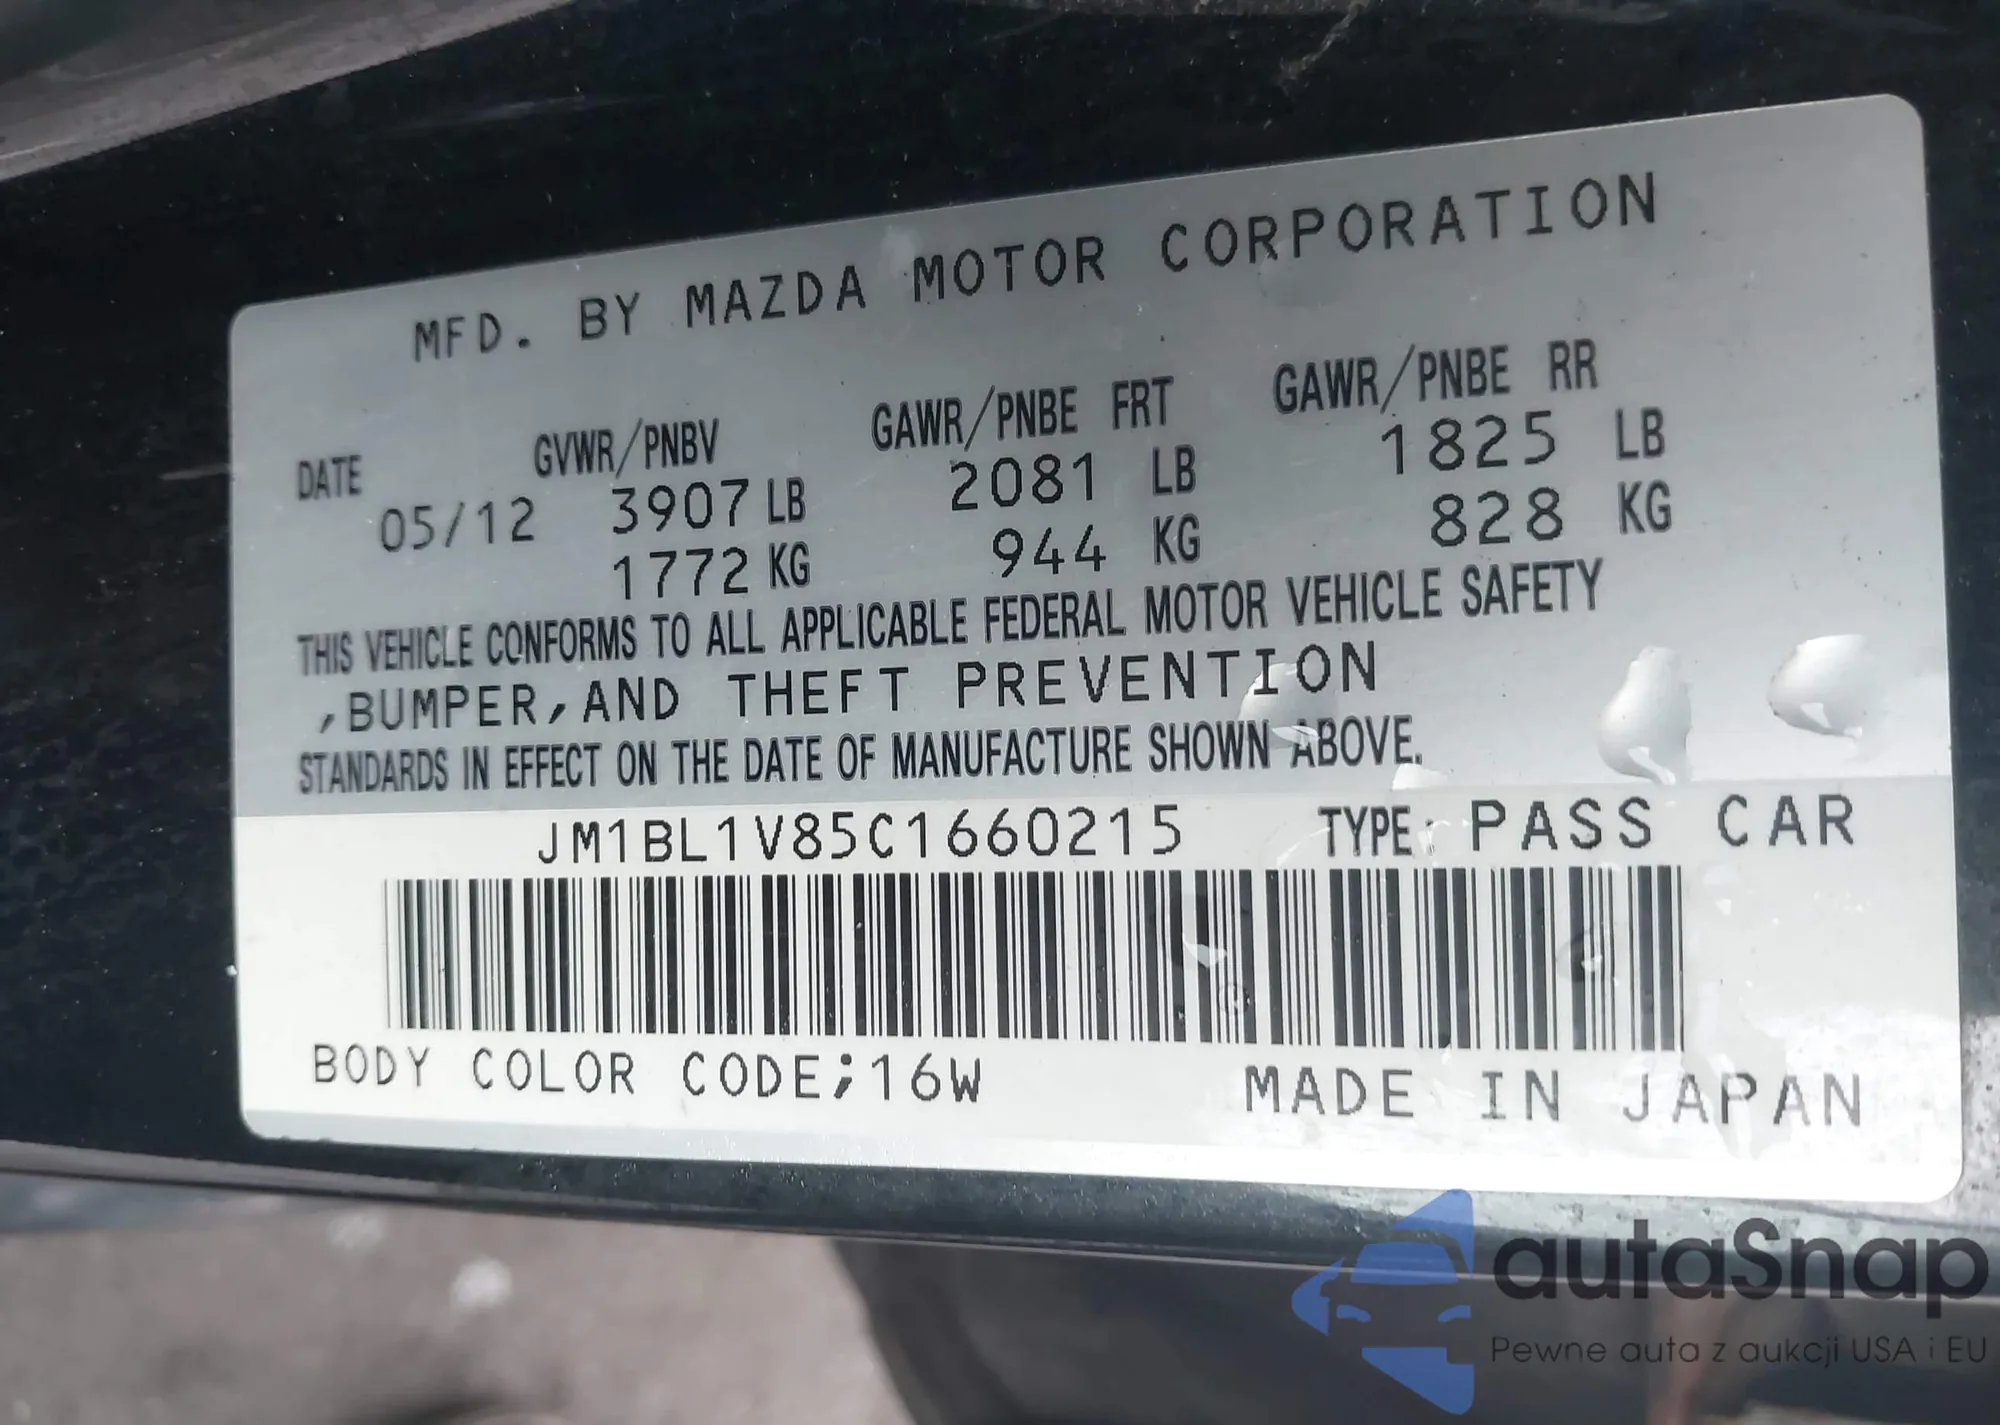 MFD. BY MAZDA MOTOR CORPORATION
DATE GVWR/PNBV GAWR/PNBE FRT GAWR/PNBE RR
05/12 3907 LB 2081 LB 1825 LB
1772 KG 944 KG 828 KG
THIS VEHICLE CONFORMS TO ALL APPLICABLE FEDERAL MOTOR VEHICLE SAFETY
,BUMPER,AND THEFT PREVENTION
STANDARDS IN EFFECT ON THE DATE OF MANUFACTURE SHOWN ABOVE.
JM1BL1V85C1660215 TYPE: PASS CAR
BODY COLOR CODE;16W MADE IN JAPAN
autaSnap
Pewne auta z aukcji USA i EU